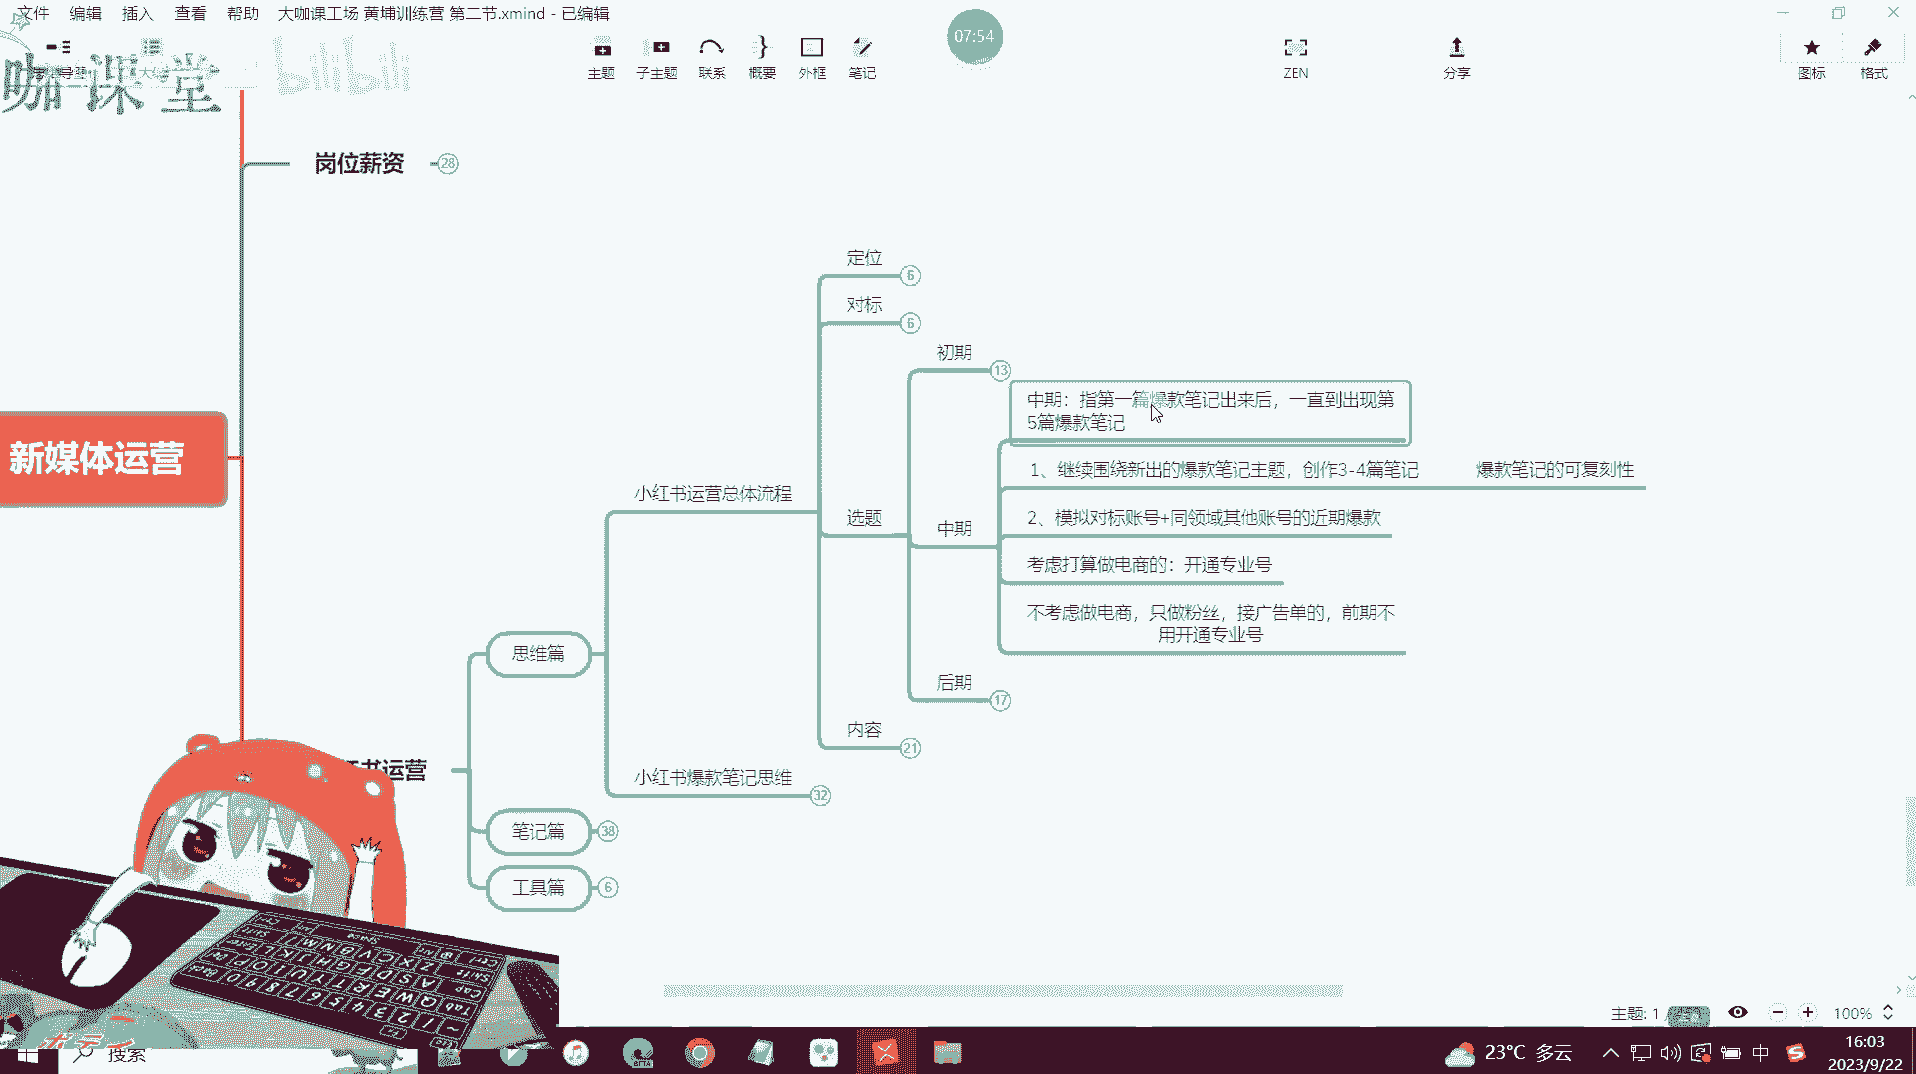 文件 编辑 插入 查看 帮助 大咖课工场 黄埔训练营 第二节.xmind - 已编辑
咖课堂
bilibili
主题 子主题 联系 概要 外框 笔记
07:54
ZEN
分享
图标 格式
岗位薪资 28
定位 6
对标 6
初期 13
中期：指第一篇爆款笔记出来后，一直到出现第
5篇爆款笔记
1、继续围绕新出的爆款笔记主题，创作3-4篇笔记 爆款笔记的可复刻性
新媒体运营
小红书运营总体流程
选题
中期
2、模拟对标账号+同领域其他账号的近期爆款
考虑打算做电商的：开通专业号
不考虑做电商，只做粉丝，接广告单的，前期不
用开通专业号
思维篇
后期 17
内容 21
书运营
小红书爆款笔记思维 32
笔记篇 38
工具篇 6
主题: 1
100%
搜索
23°C 多云
中
16:03
2023/9/22